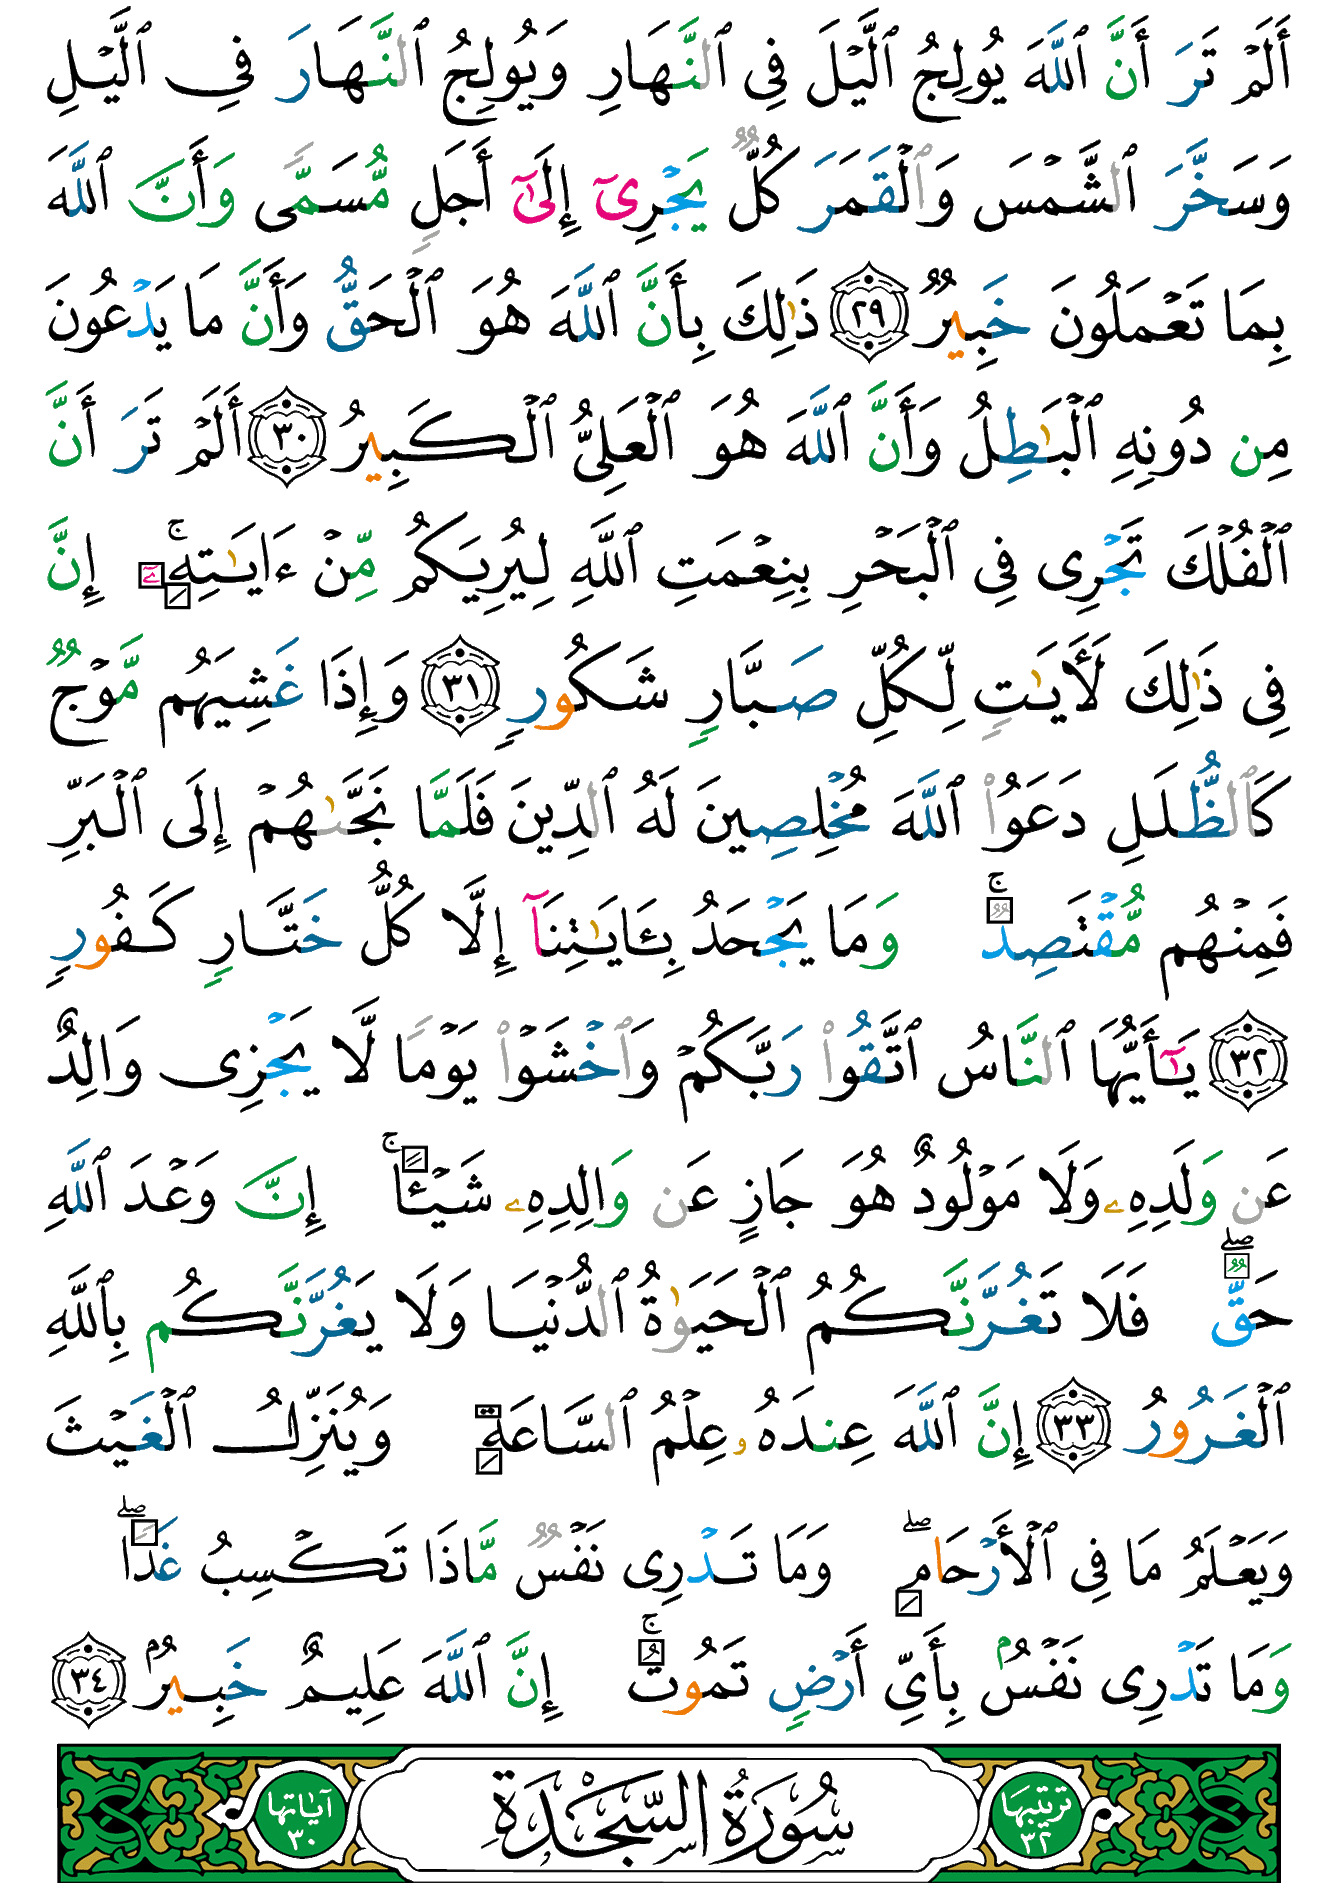 أَلَمۡ تَرَ أَنَّ ٱللَّهَ يُولِجُ ٱلَّيۡلَ فِي ٱلنَّهَارِ وَيُولِجُ ٱلنَّهَارَ فِي ٱلَّيۡلِ
وَسَخَّرَ ٱلشَّمۡسَ وَٱلۡقَمَرَۖ كُلّٞ يَجۡرِيٓ إِلَىٰٓ أَجَلٖ مُّسَمّٗى وَأَنَّ ٱللَّهَ
بِمَا تَعۡمَلُونَ خَبِيرٞ ٢٩ ذَٰلِكَ بِأَنَّ ٱللَّهَ هُوَ ٱلۡحَقُّ وَأَنَّ مَا يَدۡعُونَ
مِن دُونِهِ ٱلۡبَٰطِلُ وَأَنَّ ٱللَّهَ هُوَ ٱلۡعَلِيُّ ٱلۡكَبِيرُ ٣٠ أَلَمۡ تَرَ أَنَّ
ٱلۡفُلۡكَ تَجۡرِي فِي ٱلۡبَحۡرِ بِنِعۡمَتِ ٱللَّهِ لِيُرِيَكُم مِّنۡ ءَايَٰتِهِۦٓۚ إِنَّ
فِي ذَٰلِكَ لَأٓيَٰتٖ لِّكُلِّ صَبَّارٖ شَكُورٖ ٣١ وَإِذَا غَشِيَهُم مَّوۡجٞ
كَٱلظُّلَلِ دَعَوُاْ ٱللَّهَ مُخۡلِصِينَ لَهُ ٱلدِّينَ فَلَمَّا نَجَّىٰهُمۡ إِلَى ٱلۡبَرِّ
فَمِنۡهُم مُّقۡتَصِدٞۚ وَمَا يَجۡحَدُ بِـَٔايَٰتِنَآ إِلَّا كُلُّ خَتَّارٖ كَفُورٖ
٣٢ يَٰٓأَيُّهَا ٱلنَّاسُ ٱتَّقُواْ رَبَّكُمۡ وَٱخۡشَوۡاْ يَوۡمٗا لَّا يَجۡزِي وَالِدٌ
عَن وَلَدِهِۦ وَلَا مَوۡلُودٌ هُوَ جَازٍ عَن وَالِدِهِۦ شَيۡـًٔاۚ إِنَّ وَعۡدَ ٱللَّهِ
حَقّٞۖ فَلَا تَغُرَّنَّكُمُ ٱلۡحَيَوٰةُ ٱلدُّنۡيَا وَلَا يَغُرَّنَّكُم بِٱللَّهِ
ٱلۡغَرُورُ ٣٣ إِنَّ ٱللَّهَ عِندَهُۥ عِلۡمُ ٱلسَّاعَةِ وَيُنَزِّلُ ٱلۡغَيۡثَ
وَيَعۡلَمُ مَا فِي ٱلۡأَرۡحَامِۖ وَمَا تَدۡرِي نَفۡسٞ مَّاذَا تَكۡسِبُ غَدٗاۖ
وَمَا تَدۡرِي نَفۡسُۢ بِأَيِّ أَرۡضٖ تَمُوتُۚ إِنَّ ٱللَّهَ عَلِيمٌ خَبِيرُۢ ٣٤
ترتيبها ٣٢ سُورَةُ السَّجْدَةِ آياتها ٣٠